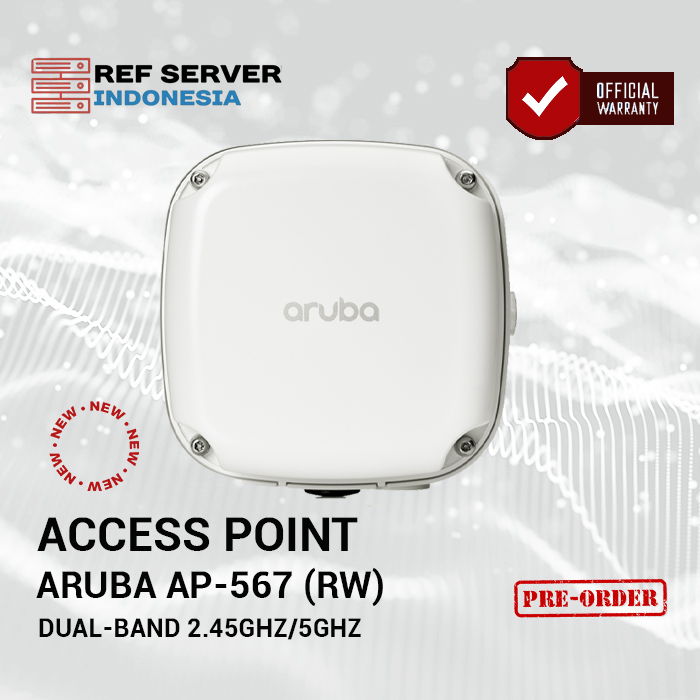 REF SERVER
INDONESIA
OFFICIAL
WARRANTY
aruba
NEW • NEW • NEW • NEW • NEW •
ACCESS POINT
ARUBA AP-567 (RW)
PRE-ORDER
DUAL-BAND 2.45GHZ/5GHZ